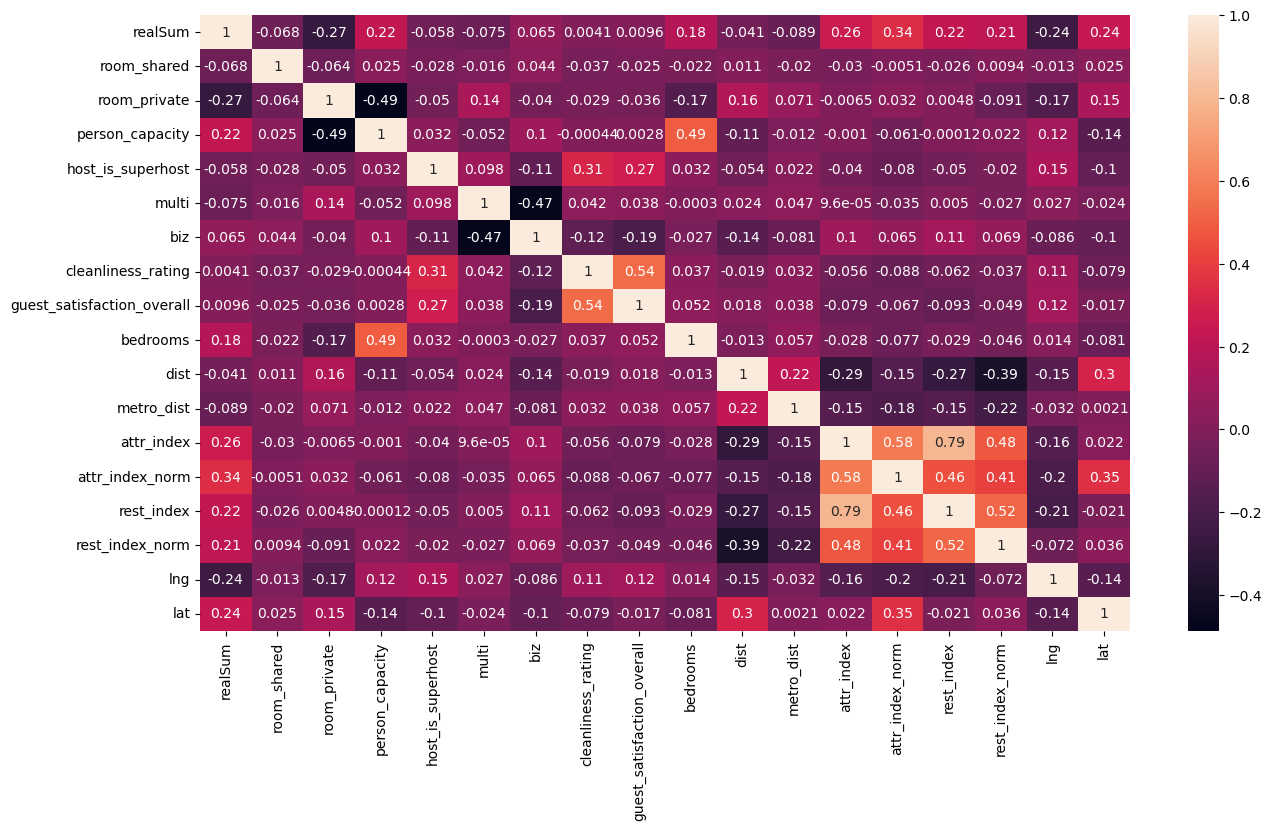 realSum 1 -0.068 -0.27 0.22 -0.058 -0.075 0.065 0.0041 0.0096 0.18 -0.041 -0.089 0.26 0.34 0.22 0.21 -0.24 0.24
room_shared -0.068 1 -0.064 0.025 -0.028 -0.016 0.044 -0.037 -0.025 -0.022 0.011 -0.02 -0.03 -0.0051 -0.026 0.0094 -0.013 0.025
room_private -0.27 -0.064 1 -0.49 -0.05 0.14 -0.04 -0.029 -0.036 -0.17 0.16 0.071 -0.0065 0.032 0.0048 -0.091 -0.17 0.15
person_capacity 0.22 0.025 -0.49 1 0.032 -0.052 0.1 -0.00044 0.0028 0.49 -0.11 -0.012 -0.001 -0.061 -0.00012 0.022 0.12 -0.14
host_is_superhost -0.058 -0.028 -0.05 0.032 1 0.098 -0.11 0.31 0.27 0.032 -0.054 0.022 -0.04 -0.08 -0.05 -0.02 0.15 -0.1
multi -0.075 -0.016 0.14 -0.052 0.098 1 -0.47 0.042 0.038 -0.0003 0.024 0.047 9.6e-05 -0.035 0.005 -0.027 0.027 -0.024
biz 0.065 0.044 -0.04 0.1 -0.11 -0.47 1 -0.12 -0.19 -0.027 -0.14 -0.081 0.1 0.065 0.11 0.069 -0.086 -0.1
cleanliness_rating 0.0041 -0.037 -0.029 -0.00044 0.31 0.042 -0.12 1 0.54 0.037 -0.019 0.032 -0.056 -0.088 -0.062 -0.037 0.11 -0.079
guest_satisfaction_overall 0.0096 -0.025 -0.036 0.0028 0.27 0.038 -0.19 0.54 1 0.052 0.018 0.038 -0.079 -0.067 -0.093 -0.049 0.12 -0.017
bedrooms 0.18 -0.022 -0.17 0.49 0.032 -0.0003 -0.027 0.037 0.052 1 -0.013 0.057 -0.028 -0.077 -0.029 -0.046 0.014 -0.081
dist -0.041 0.011 0.16 -0.11 -0.054 0.024 -0.14 -0.019 0.018 -0.013 1 0.22 -0.29 -0.15 -0.27 -0.39 -0.15 0.3
metro_dist -0.089 -0.02 0.071 -0.012 0.022 0.047 -0.081 0.032 0.038 0.057 0.22 1 -0.15 -0.18 -0.15 -0.22 -0.032 0.0021
attr_index 0.26 -0.03 -0.0065 -0.001 -0.04 9.6e-05 0.1 -0.056 -0.079 -0.028 -0.29 -0.15 1 0.58 0.79 0.48 -0.16 0.022
attr_index_norm 0.34 -0.0051 0.032 -0.061 -0.08 -0.035 0.065 -0.088 -0.067 -0.077 -0.15 -0.18 0.58 1 0.46 0.41 -0.2 0.35
rest_index 0.22 -0.026 0.0048 -0.00012 -0.05 0.005 0.11 -0.062 -0.093 -0.029 -0.27 -0.15 0.79 0.46 1 0.52 -0.21 -0.021
rest_index_norm 0.21 0.0094 -0.091 0.022 -0.02 -0.027 0.069 -0.037 -0.049 -0.046 -0.39 -0.22 0.48 0.41 0.52 1 -0.072 0.036
lng -0.24 -0.013 -0.17 0.12 0.15 0.027 -0.086 0.11 0.12 0.014 -0.15 -0.032 -0.16 -0.2 -0.21 -0.072 1 -0.14
lat 0.24 0.025 0.15 -0.14 -0.1 -0.024 -0.1 -0.079 -0.017 -0.081 0.3 0.0021 0.022 0.35 -0.021 0.036 -0.14 1
realSum
room_shared
room_private
person_capacity
host_is_superhost
multi
biz
cleanliness_rating
guest_satisfaction_overall
bedrooms
dist
metro_dist
attr_index
attr_index_norm
rest_index
rest_index_norm
lng
lat
1.0
0.8
0.6
0.4
0.2
0.0
−0.2
−0.4